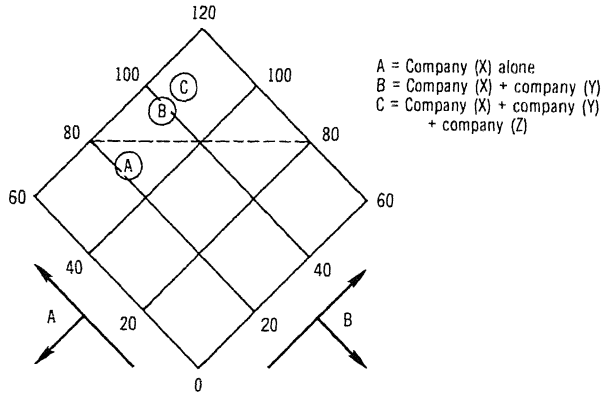 120
100
100
C
B
80
80
A
60
60
40
40
20
20
0
A
B
A = Company (X) alone
B = Company (X) + company (Y)
C = Company (X) + company (Y)
+ company (Z)